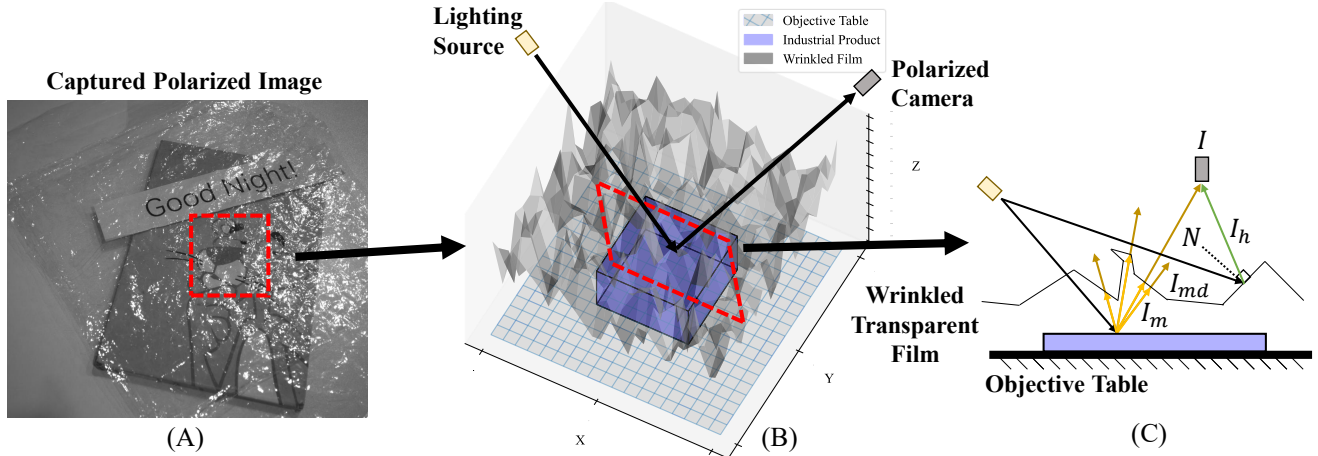 Captured Polarized Image
Good Night!
(A)
Lighting
Source
Objective Table
Industrial Product
Wrinkled Film
Polarized
Camera
Z
Y
X
(B)
Wrinkled
Transparent
Film
I
N
I_h
I_md
I_m
Objective Table
(C)